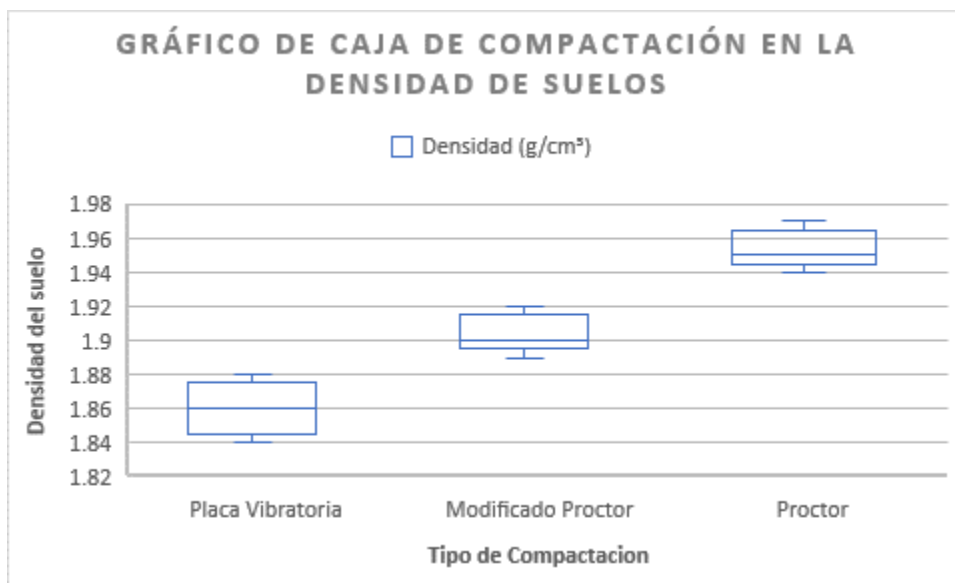 GRÁFICO DE CAJA DE COMPACTACIÓN EN LA
DENSIDAD DE SUELOS
Densidad (g/cm³)
Densidad del suelo
1.98
1.96
1.94
1.92
1.9
1.88
1.86
1.84
1.82
Placa Vibratoria
Modificado Proctor
Proctor
Tipo de Compactacion